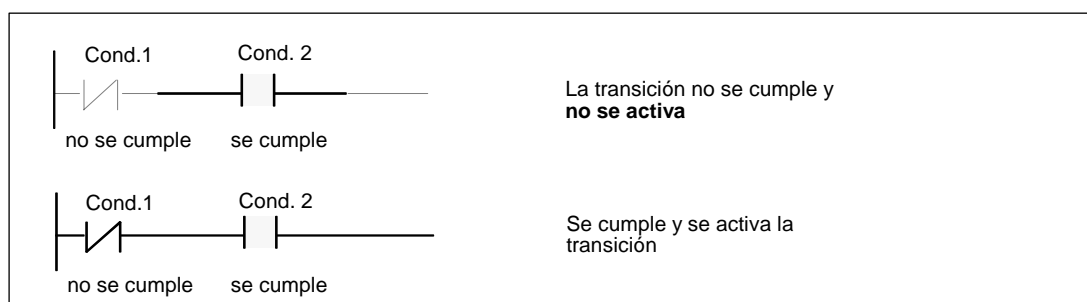 Cond.1 Cond. 2
La transición no se cumple y
no se activa
no se cumple se cumple
Cond.1 Cond. 2
Se cumple y se activa la
transición
no se cumple se cumple